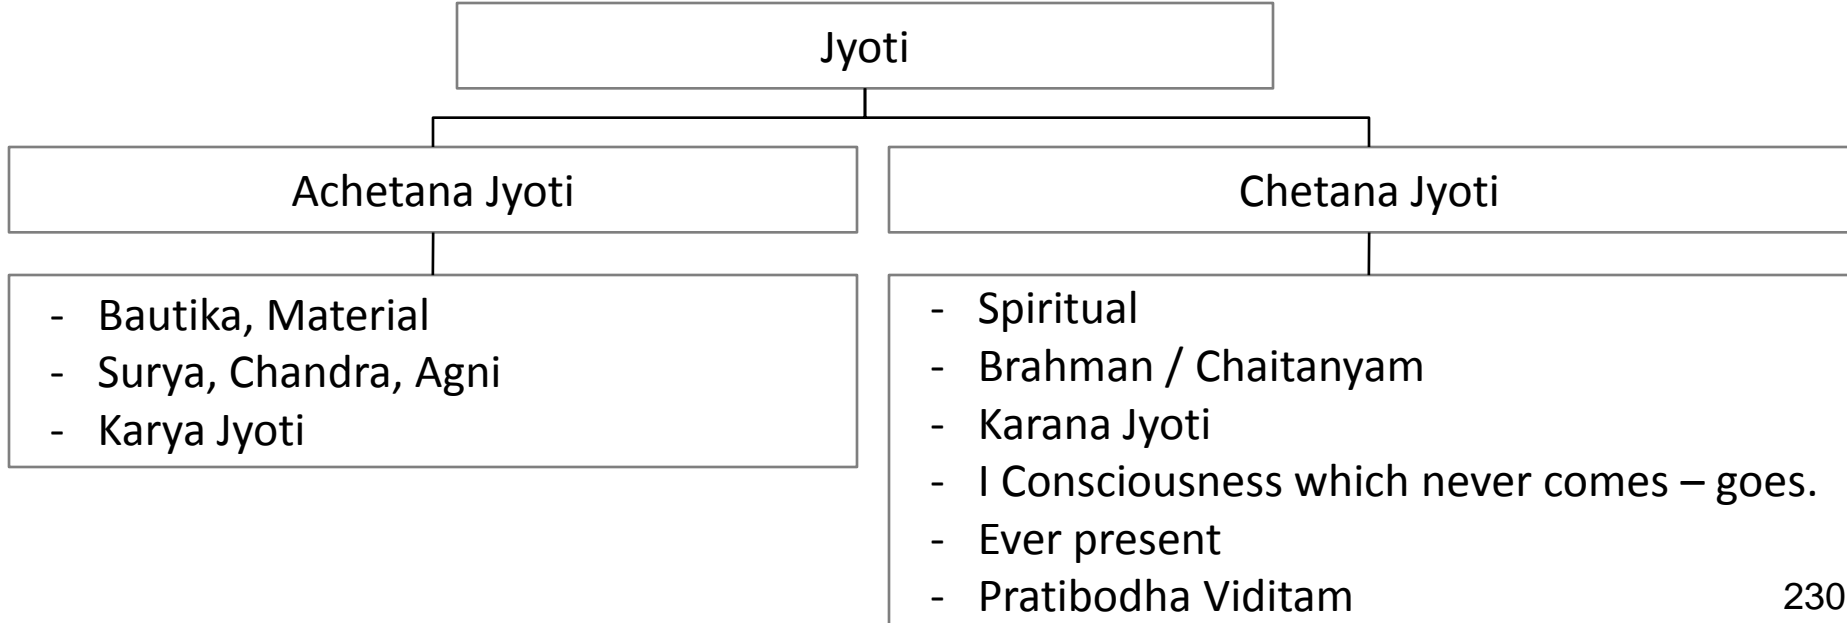 Jyoti
Achetana Jyoti
Chetana Jyoti
- Bautika, Material
- Surya, Chandra, Agni
- Karya Jyoti
- Spiritual
- Brahman / Chaitanyam
- Karana Jyoti
- I Consciousness which never comes – goes.
- Ever present
- Pratibodha Viditam
230